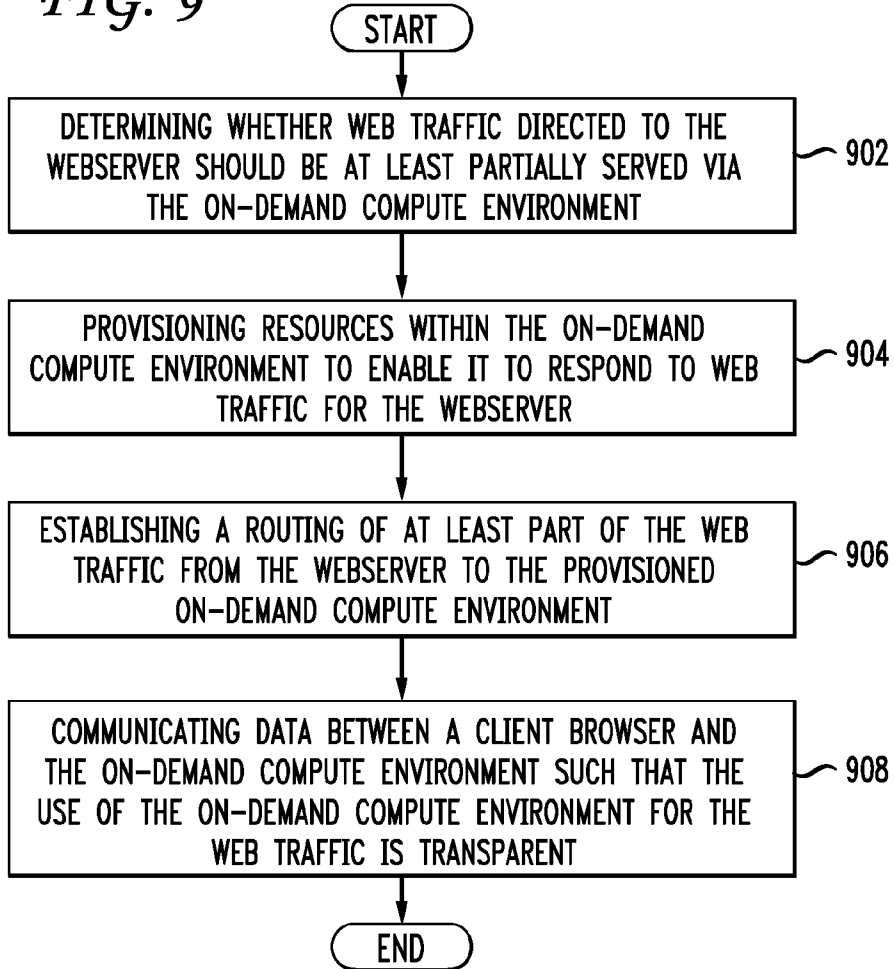 FIG. 9
START
DETERMINING WHETHER WEB TRAFFIC DIRECTED TO THE
WEBSERVER SHOULD BE AT LEAST PARTIALLY SERVED VIA
THE ON-DEMAND COMPUTE ENVIRONMENT
902
PROVISIONING RESOURCES WITHIN THE ON-DEMAND
COMPUTE ENVIRONMENT TO ENABLE IT TO RESPOND TO WEB
TRAFFIC FOR THE WEBSERVER
904
ESTABLISHING A ROUTING OF AT LEAST PART OF THE WEB
TRAFFIC FROM THE WEBSERVER TO THE PROVISIONED
ON-DEMAND COMPUTE ENVIRONMENT
906
COMMUNICATING DATA BETWEEN A CLIENT BROWSER AND
THE ON-DEMAND COMPUTE ENVIRONMENT SUCH THAT THE
USE OF THE ON-DEMAND COMPUTE ENVIRONMENT FOR THE
WEB TRAFFIC IS TRANSPARENT
908
END